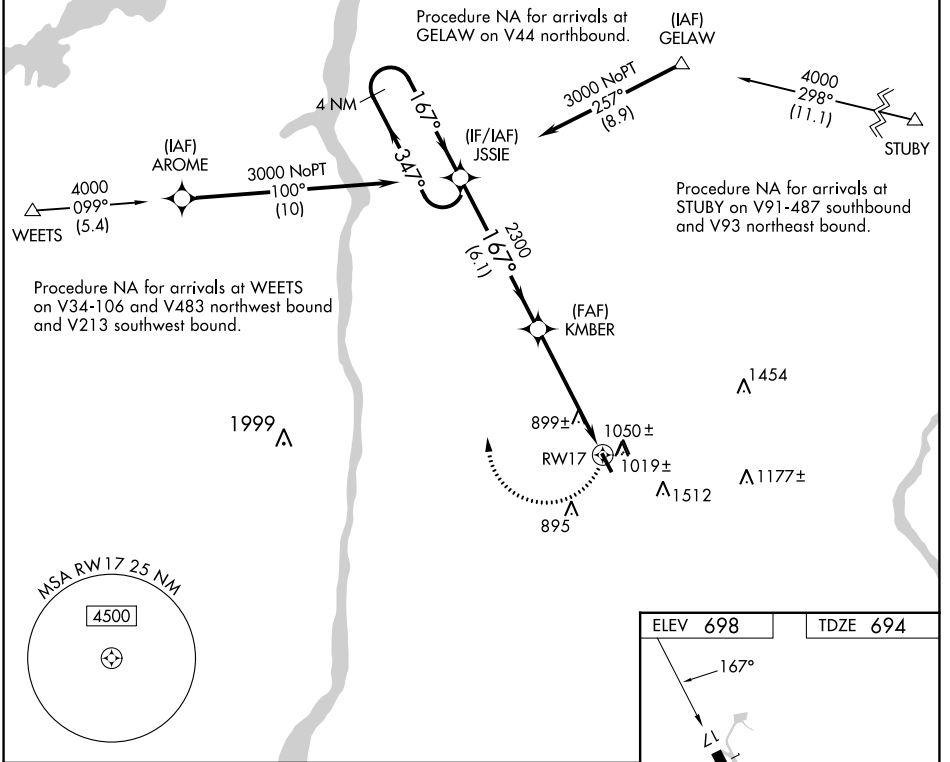 Procedure NA for arrivals at
GELAW on V44 northbound.
(IAF)
GELAW
4 NM
167°
347°
3000 NoPT
257°
(8.9)
4000
298°
(11.1)
STUBY
(IF/IAF)
JSSIE
(IAF)
AROME
3000 NoPT
100°
(10)
4000
099°
(5.4)
WEETS
Procedure NA for arrivals at
STUBY on V91-487 southbound
and V93 northeast bound.
2300
167°
(6.1)
Procedure NA for arrivals at WEETS
on V34-106 and V483 northwest bound
and V213 southwest bound.
(FAF)
KMBER
1454
1999
899±
1050±
RW17
1019±
1177±
1512
895
MSA RW17 25 NM
4500
ELEV 698
TDZE 694
167°
17